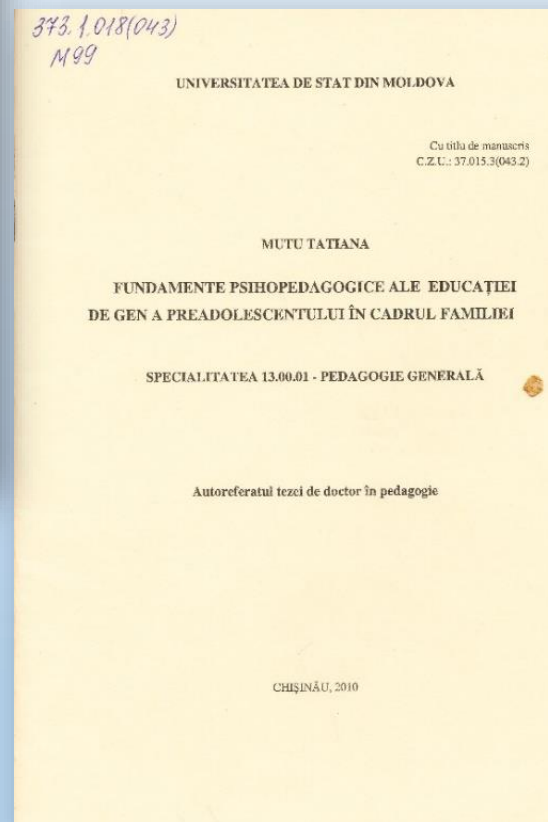 373.1.018(043)
M99
UNIVERSITATEA DE STAT DIN MOLDOVA
Cu titlu de manuscris
C.Z.U.: 37.015.3(043.2)
MUTU TATIANA
FUNDAMENTE PSIHOPEDAGOGICE ALE EDUCAȚIEI
DE GEN A PREADOLESCENTULUI ÎN CADRUL FAMILIEI
SPECIALITATEA 13.00.01 - PEDAGOGIE GENERALĂ
Autoreferatul tezei de doctor în pedagogie
CHIȘINĂU, 2010